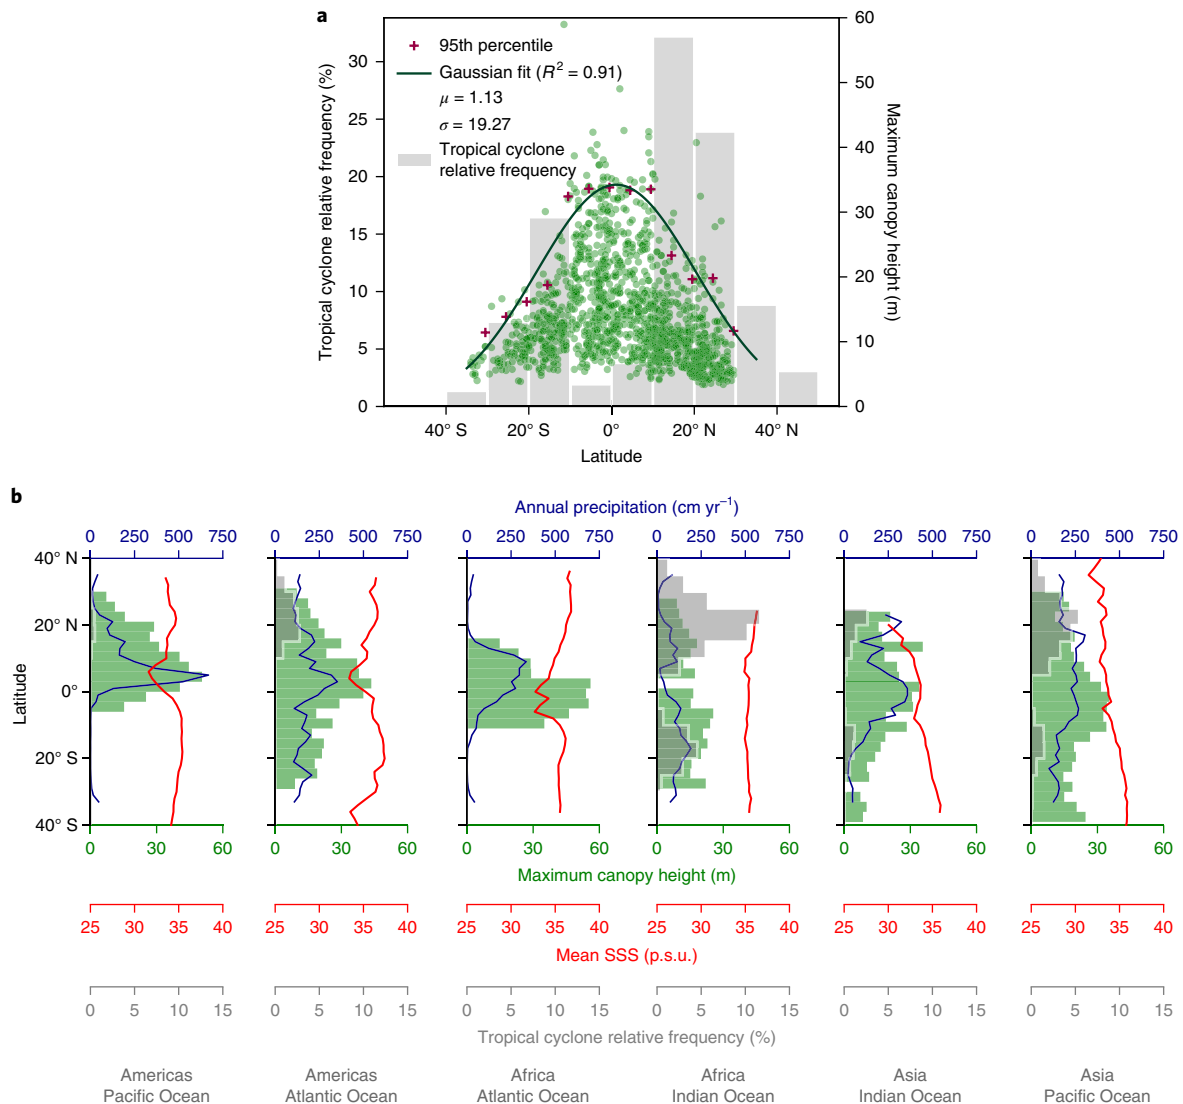 a
95th percentile
Gaussian fit (R² = 0.91)
μ = 1.13
σ = 19.27
Tropical cyclone
relative frequency
Tropical cyclone relative frequency (%)
30
25
20
15
10
5
0
Maximum canopy height (m)
60
50
40
30
20
10
0
40° S 20° S 0° 20° N 40° N
Latitude
b
Annual precipitation (cm yr⁻¹)
0 250 500 750 0 250 500 750 0 250 500 750 0 250 500 750 0 250 500 750 0 250 500 750
40° N
20° N
0°
20° S
40° S
Latitude
0 30 60 0 30 60 0 30 60 0 30 60 0 30 60 0 30 60
Maximum canopy height (m)
25 30 35 40 25 30 35 40 25 30 35 40 25 30 35 40 25 30 35 40 25 30 35 40
Mean SSS (p.s.u.)
0 5 10 15 0 5 10 15 0 5 10 15 0 5 10 15 0 5 10 15 0 5 10 15
Tropical cyclone relative frequency (%)
Americas Americas Africa Africa Asia Asia
Pacific Ocean Atlantic Ocean Atlantic Ocean Indian Ocean Indian Ocean Pacific Ocean